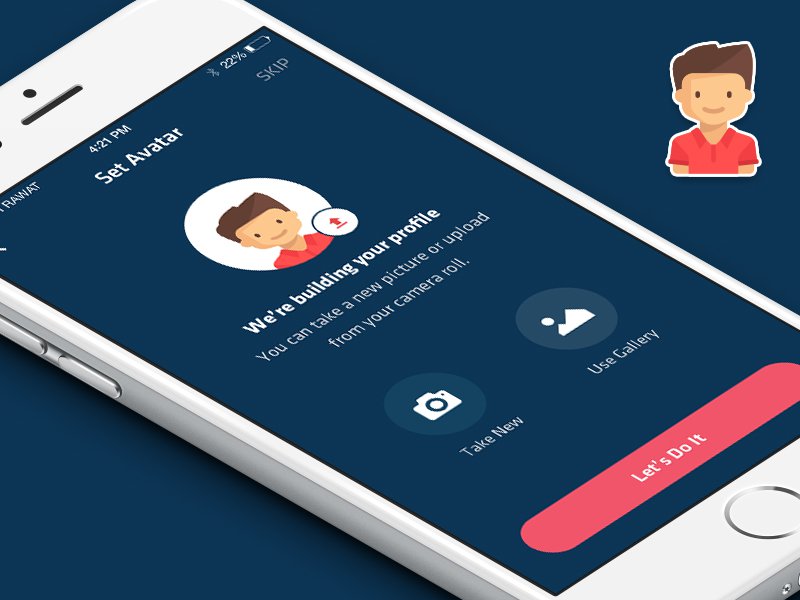 RAWAT
4:21 PM
22%
SKIP
Set Avatar
We're building your profile
You can take a new picture or upload
from your camera roll.
Take New
Use Gallery
Let's Do It